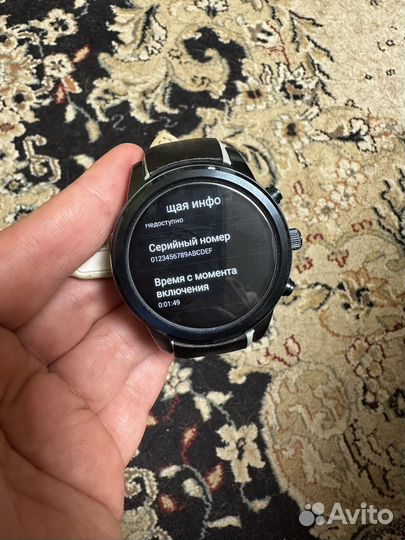 щая инфо
недоступно
Серийный номер
0123456789ABCDEF
Время с момента
включения
0:01:49
Avito